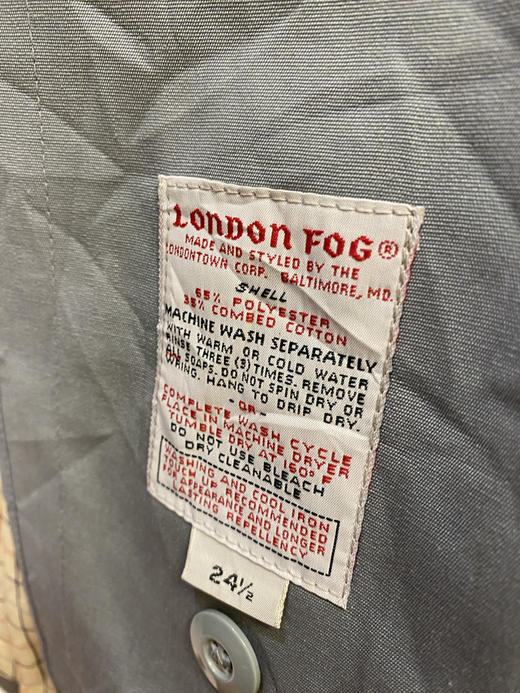 LONDON FOG®
MADE AND STYLED BY THE
LONDONTOWN CORP. BALTIMORE, MD.
SHELL
65% POLYESTER
35% COMBED COTTON
MACHINE WASH SEPARATELY
WITH WARM OR COLD WATER
RINSE THREE (3) TIMES. REMOVE
ALL SOAPS. DO NOT SPIN DRY OR
WRING. HANG TO DRIP DRY.
- OR -
COMPLETE WASH CYCLE
PLACE IN MACHINE DRYER
TUMBLE DRY AT 160° F
DO NOT USE BLEACH
DRY CLEANABLE
WASHING AND COOL IRON
TOUCH UP RECOMMENDED
FOR APPEARANCE AND LONGER
LASTING REPELLENCY
24½